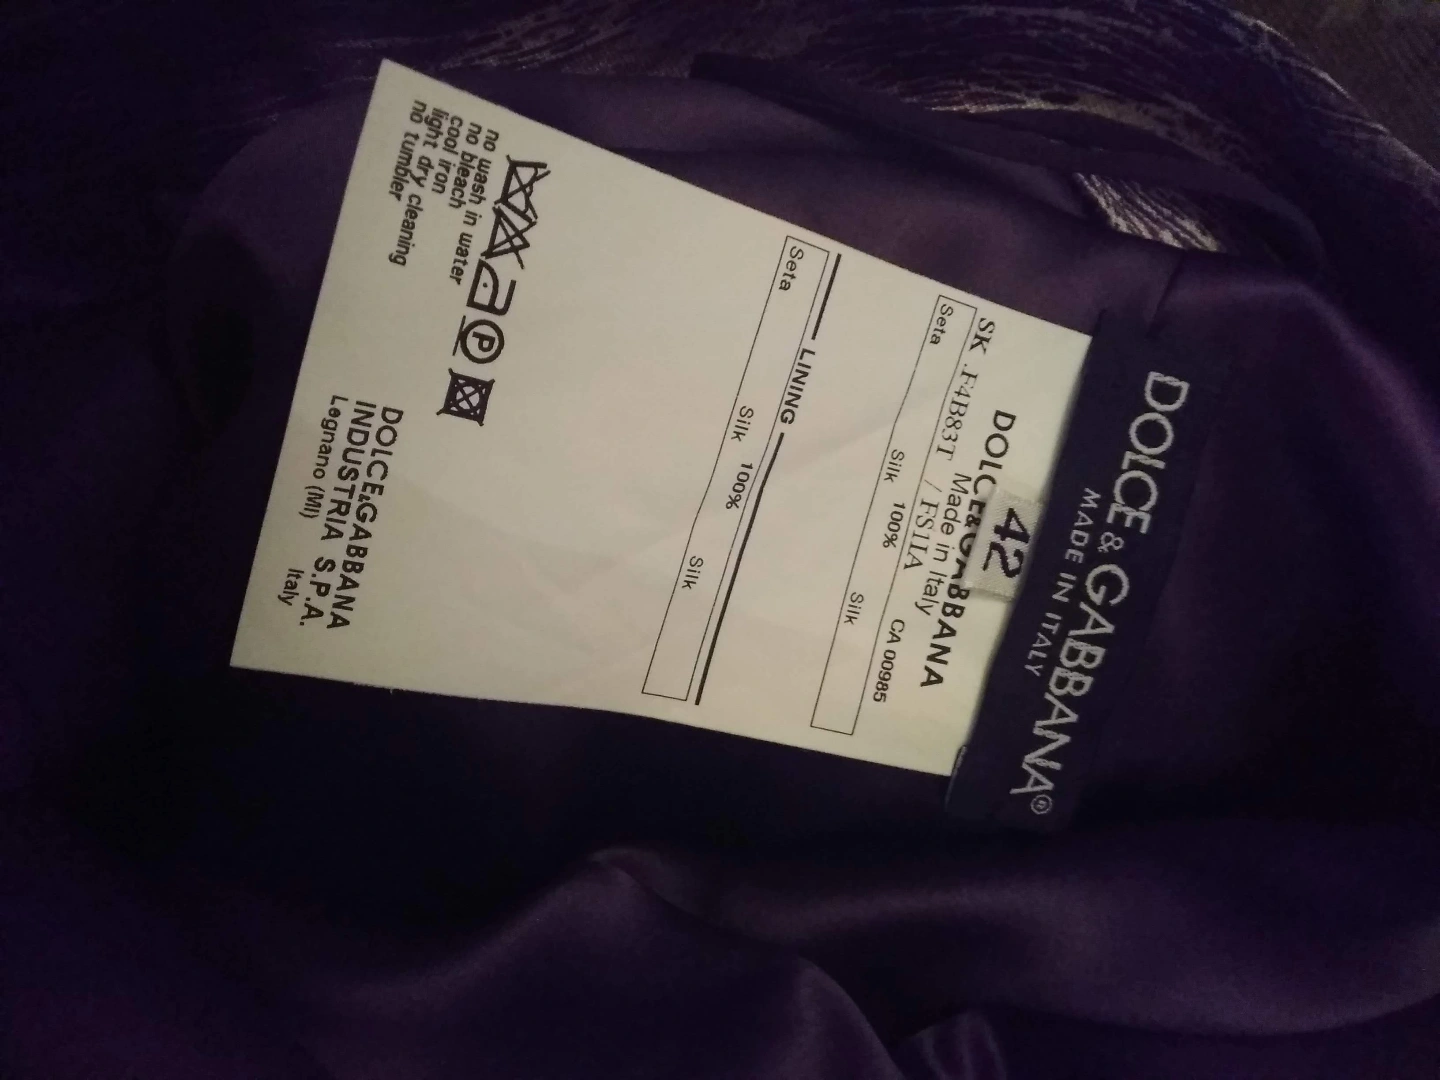 DOLCE & GABBANA®
MADE IN ITALY
42
DOLCE&GABBANA
Made in Italy
SK F4B83T / FS11A CA 00985
Seta Silk 100% Silk
LINING
Seta Silk 100% Silk
P
no wash in water
no bleach
cool iron
light dry cleaning
no tumbler
DOLCE&GABBANA
INDUSTRIA S.P.A.
Legnano (MI) Italy